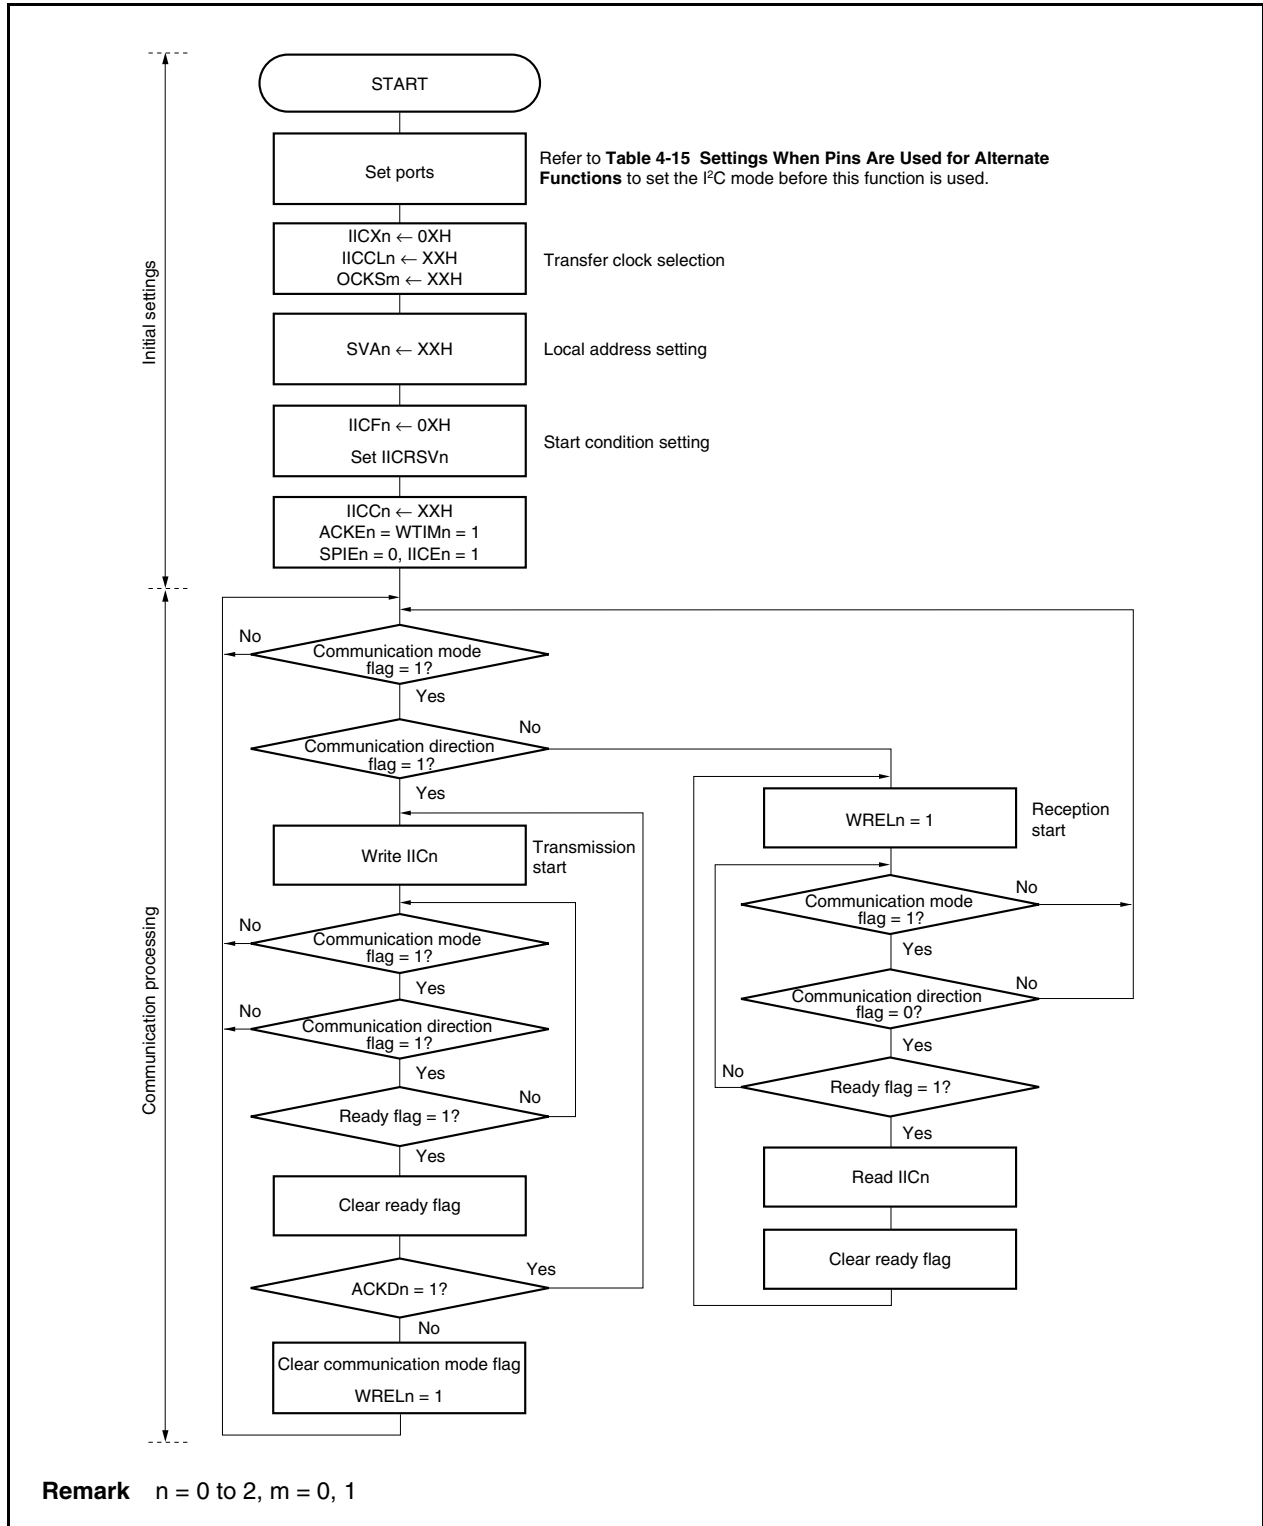 START
Set ports
Refer to Table 4-15 Settings When Pins Are Used for Alternate
Functions to set the I²C mode before this function is used.
IICXn ← 0XH
IICCLn ← XXH
OCKSm ← XXH
Transfer clock selection
Initial settings
SVAn ← XXH
Local address setting
IICFn ← 0XH
Set IICRSVn
Start condition setting
IICCn ← XXH
ACKEn = WTIMn = 1
SPIEn = 0, IICEn = 1
No
Communication mode
flag = 1?
Yes
No
Communication direction
flag = 1?
Yes
Write IICn
Transmission
start
No
Communication mode
flag = 1?
Yes
No
Communication direction
flag = 1?
Yes
No
Ready flag = 1?
Yes
Clear ready flag
Yes
ACKDn = 1?
No
Clear communication mode flag
WRELn = 1
Communication processing
WRELn = 1
Reception
start
No
Communication mode
flag = 1?
Yes
No
Communication direction
flag = 0?
Yes
No
Ready flag = 1?
Yes
Read IICn
Clear ready flag
Remark n = 0 to 2, m = 0, 1